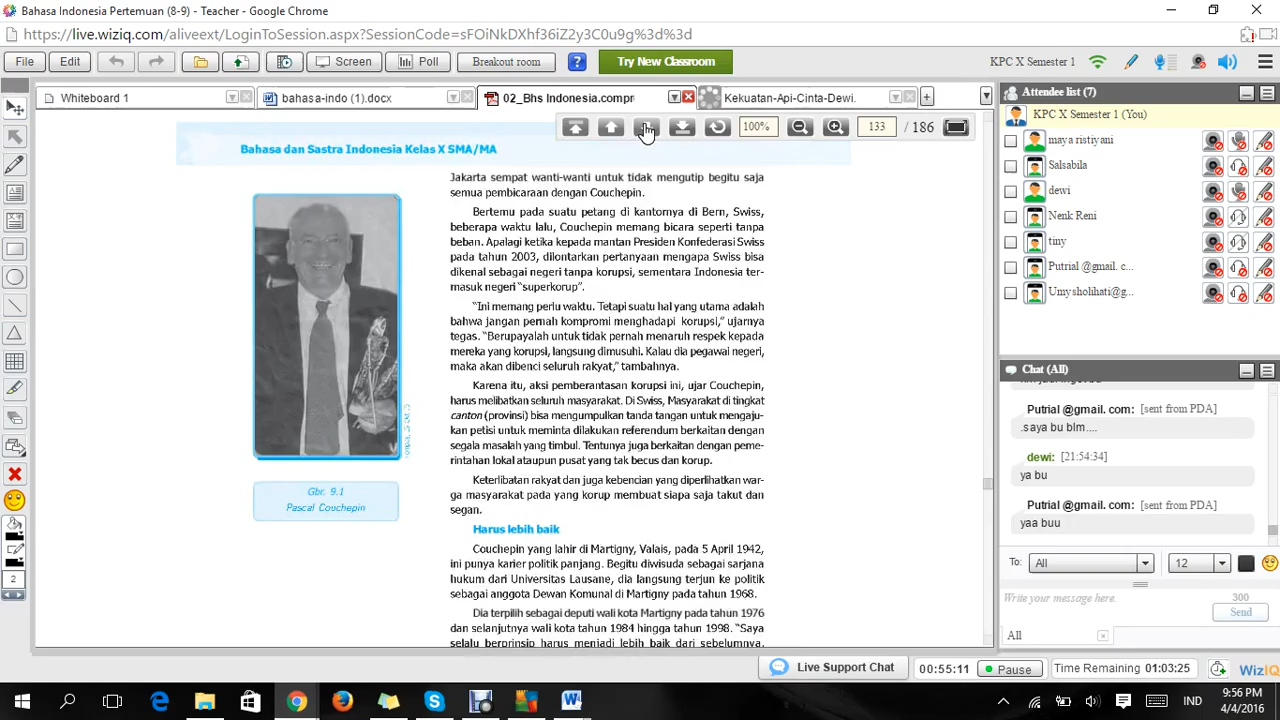 Bahasa Indonesia Pertemuan (8-9) - Teacher - Google Chrome
https://live.wiziq.com/aliveext/LoginToSession.aspx?SessionCode=sFOiNkDXhf36iZ2y3C0u9g%3d%3d
File Edit Screen Poll Breakout room ? Try New Classroom KPC X Semester 1
Whiteboard 1 bahasa-indo (1).docx 02_Bhs Indonesia.compr Kekuatan-Api-Cinta-Dewi.
100% 133 / 186
Bahasa dan Sastra Indonesia Kelas X SMA/MA
Jakarta sempat wanti-wanti untuk tidak mengutip begitu saja
semua pembicaraan dengan Couchepin.
Bertemu pada suatu petang di kantornya di Bern, Swiss,
beberapa waktu lalu, Couchepin memang bicara seperti tanpa
beban. Apalagi ketika kepada mantan Presiden Konfederasi Swiss
pada tahun 2003, dilontarkan pertanyaan mengapa Swiss bisa
dikenal sebagai negeri tanpa korupsi, sementara Indonesia ter-
masuk negeri "superkorup".
"Ini memang perlu waktu. Tetapi suatu hal yang utama adalah
bahwa jangan pernah kompromi menghadapi korupsi," ujarnya
tegas. "Berupayalah untuk tidak pernah menaruh respek kepada
mereka yang korupsi, langsung dimusuhi. Kalau dia pegawai negeri,
maka akan dibenci seluruh rakyat," tambahnya.
Karena itu, aksi pemberantasan korupsi ini, ujar Couchepin,
harus melibatkan seluruh masyarakat. Di Swiss, Masyarakat di tingkat
canton (provinsi) bisa mengumpulkan tanda tangan untuk mengaju-
kan petisi untuk meminta dilakukan referendum berkaitan dengan
segala masalah yang timbul. Tentunya juga berkaitan dengan peme-
rintahan lokal ataupun pusat yang tak becus dan korup.
Keterlibatan rakyat dan juga kebencian yang diperlihatkan war-
ga masyarakat pada yang korup membuat siapa saja takut dan
segan.
Harus lebih baik
Couchepin yang lahir di Martigny, Valais, pada 5 April 1942,
ini punya karier politik panjang. Begitu diwisuda sebagai sarjana
hukum dari Universitas Lausane, dia langsung terjun ke politik
sebagai anggota Dewan Komunal di Martigny pada tahun 1968.
Dia terpilih sebagai deputi wali kota Martigny pada tahun 1976
dan selanjutnya wali kota tahun 1984 hingga tahun 1998. "Saya
selalu berprinsip harus menjadi lebih baik dari sebelumnya.
Gbr. 9.1
Pascal Couchepin
Attendee list (7)
KPC X Semester 1 (You)
maya ristiyani
Salsabila
dewi
Nenk Reni
tiny
Putrial @gmail. c...
Umysholihati@g...
Chat (All)
Putrial @gmail. com: [sent from PDA]
.saya bu blm....
dewi: [21:54:34]
ya bu
Putrial @gmail. com: [sent from PDA]
yaa buu
To: All 12
Write your message here. 300
Send
All
2
Live Support Chat 00:55:11 Pause Time Remaining 01:03:25 WizIQ
IND 9:56 PM
4/4/2016